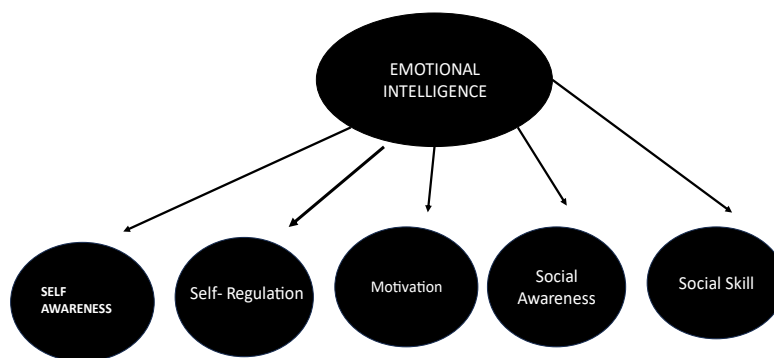 EMOTIONAL
INTELLIGENCE
SELF
AWARENESS
Self- Regulation
Motivation
Social
Awareness
Social Skill